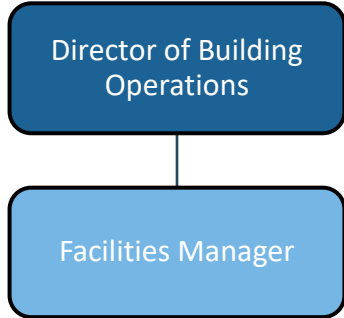 Director of Building
Operations
Facilities Manager